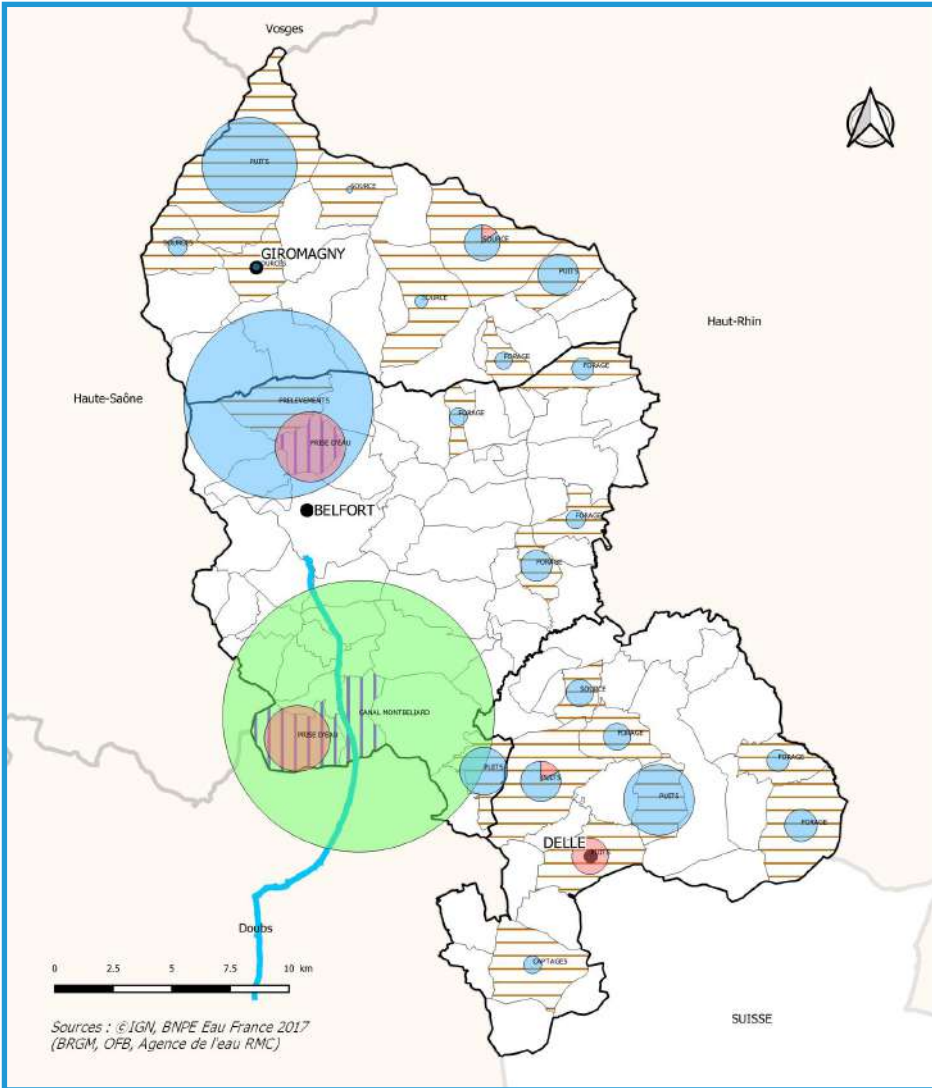 Vosges
PUITS
SOURCE
SOURCES
SOURCE
GIROMAGNY
PUITS
SOURCE
Haut-Rhin
FORAGE
FORAGE
Haute-Saône
PRELEVEMENTS
FORAGE
PRISE D'EAU
BELFORT
FORAGE
FORAGE
SOURCE
CANAL MONTBELIARD
PRISE D'EAU
FORAGE
FORAGE
PUITS
PUITS
PUITS
FORAGE
DELLE
PUITS
Doubs
CAPTAGES
0 2.5 5 7.5 10 km
SUISSE
Sources : ©IGN, BNPE Eau France 2017
(BRGM, OFB, Agence de l'eau RMC)